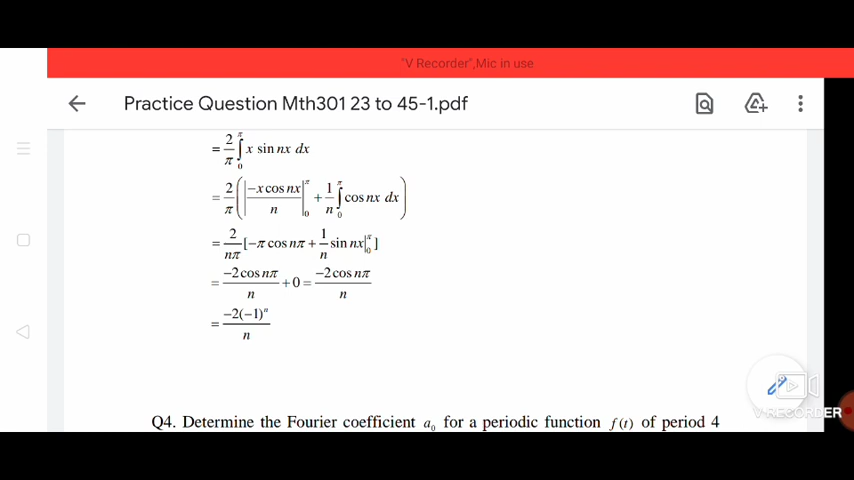 "V Recorder",Mic in use
Practice Question Mth301 23 to 45-1.pdf
= 2/π ∫₀^π x sin nx dx
= 2/π ( |−x cos nx / n|₀^π + 1/n ∫₀^π cos nx dx )
= 2/nπ [−π cos nπ + 1/n sin nx|₀^π ]
= −2 cos nπ / n + 0 = −2 cos nπ / n
= −2(−1)ⁿ / n
Q4. Determine the Fourier coefficient a₀ for a periodic function f(t) of period 4
V-RECORDER